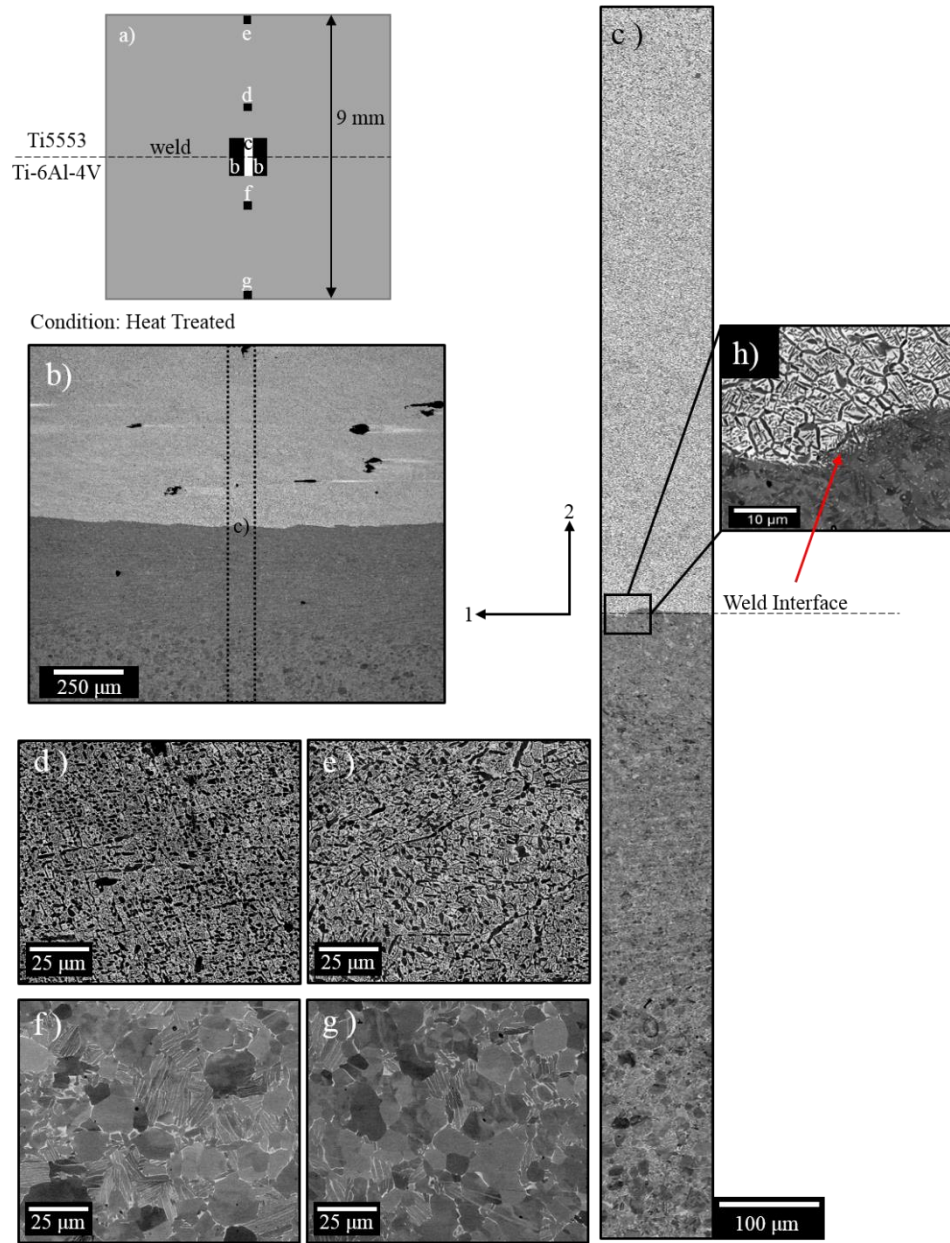 a)
e
d
9 mm
Ti5553
weld
c
Ti-6Al-4V
b
b
f
g
Condition: Heat Treated
b)
c)
250 μm
2
1
c )
h)
10 μm
Weld Interface
d )
25 μm
e )
25 μm
f )
25 μm
g )
25 μm
100 μm